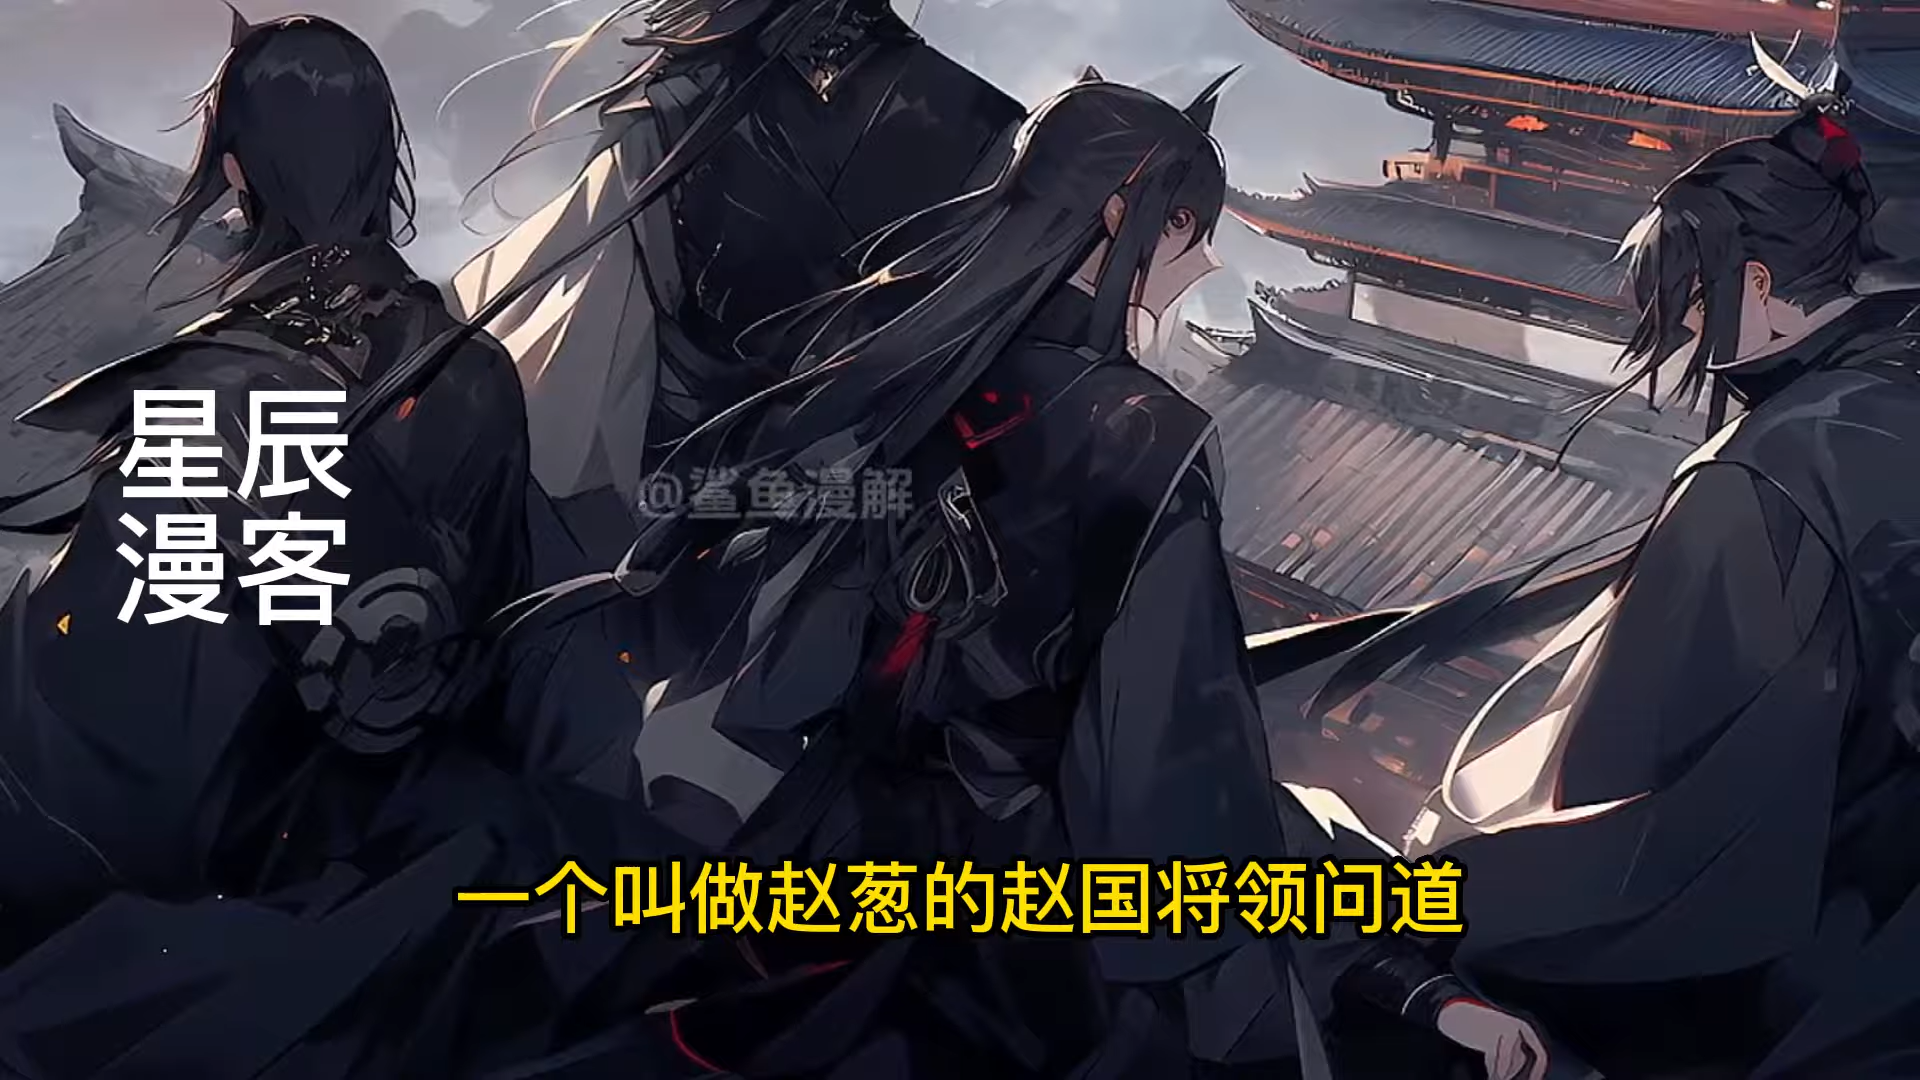 星辰
漫客
@鲨鱼漫解
一个叫做赵葱的赵国将领问道